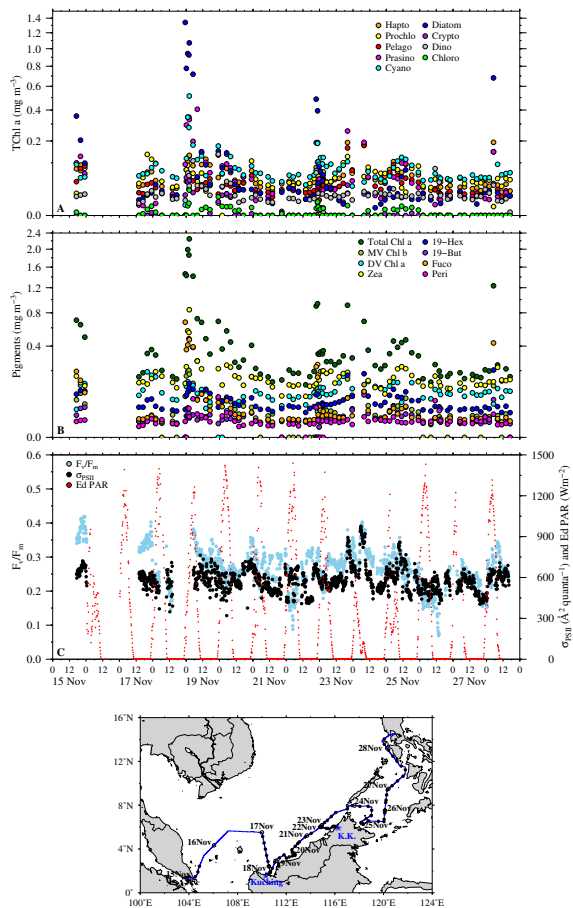 1.4
1.2
1.0
0.8
0.6
0.4
0.2
0.0
TChl a (mg m−3)
Hapto
Prochlo
Pelago
Prasino
Cyano
Diatom
Crypto
Dino
Chloro
A
2.4
2.0
1.6
1.2
0.8
0.4
0.0
Pigments (mg m−3)
Total Chl a
MV Chl b
DV Chl a
Zea
19−Hex
19−But
Fuco
Peri
B
0.6
0.5
0.4
0.3
0.2
0.1
0.0
Fv/Fm
Fv/Fm
σPSII
Ed PAR
C
1500
1200
900
600
300
0
σPSII (Å2 quanta−1) and Ed PAR (Wm−2)
0 12 0 12 0 12 0 12 0 12 0 12 0 12 0 12 0 12 0 12 0 12 0 12 0 12 0
15 Nov 17 Nov 19 Nov 21 Nov 23 Nov 25 Nov 27 Nov
16°N
12°N
8°N
4°N
0°
100°E 104°E 108°E 112°E 116°E 120°E 124°E
28Nov
27Nov
26Nov
25Nov
24Nov
23Nov
22Nov
21Nov
20Nov
19Nov
18Nov
17Nov
16Nov
K.K.
Kuching